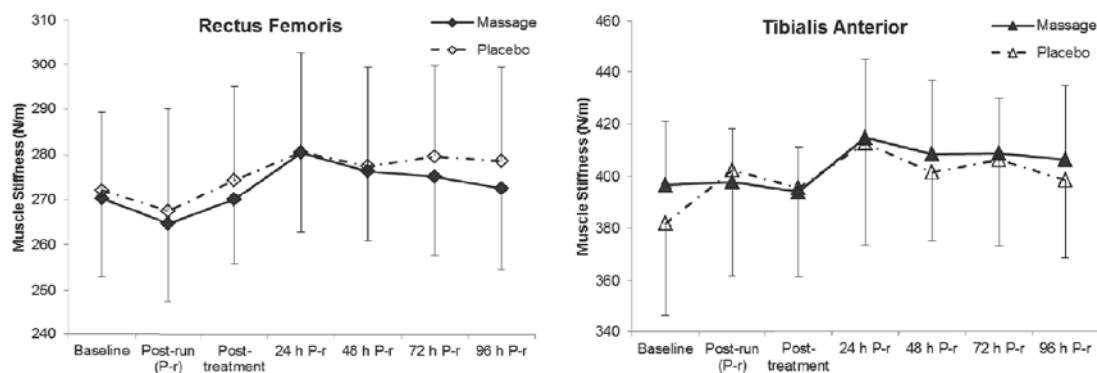 Rectus Femoris
Massage
Placebo
Muscle Stiffness (N/m)
310
300
290
280
270
260
250
240
Baseline
Post-run (P-r)
Post-treatment
24 h P-r
48 h P-r
72 h P-r
96 h P-r
Tibialis Anterior
Massage
Placebo
Muscle Stiffness (N/m)
460
440
420
400
380
360
340
Baseline
Post-run (P-r)
Post-treatment
24 h P-r
48 h P-r
72 h P-r
96 h P-r